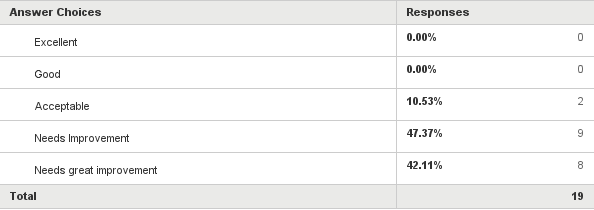 Answer Choices Responses
Excellent 0.00% 0
Good 0.00% 0
Acceptable 10.53% 2
Needs Improvement 47.37% 9
Needs great improvement 42.11% 8
Total 19